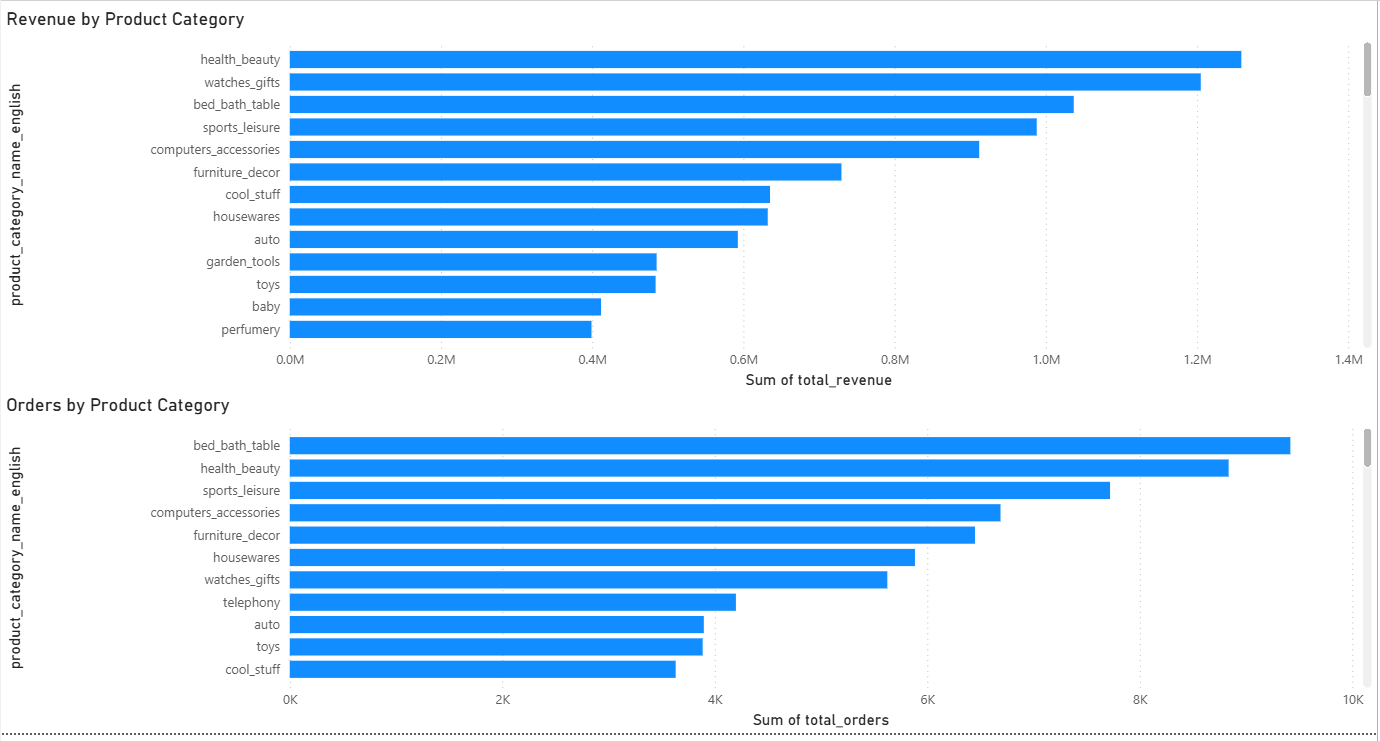 Revenue by Product Category
product_category_name_english
health_beauty
watches_gifts
bed_bath_table
sports_leisure
computers_accessories
furniture_decor
cool_stuff
housewares
auto
garden_tools
toys
baby
perfumery
0.0M 0.2M 0.4M 0.6M 0.8M 1.0M 1.2M 1.4M
Sum of total_revenue
Orders by Product Category
product_category_name_english
bed_bath_table
health_beauty
sports_leisure
computers_accessories
furniture_decor
housewares
watches_gifts
telephony
auto
toys
cool_stuff
0K 2K 4K 6K 8K 10K
Sum of total_orders